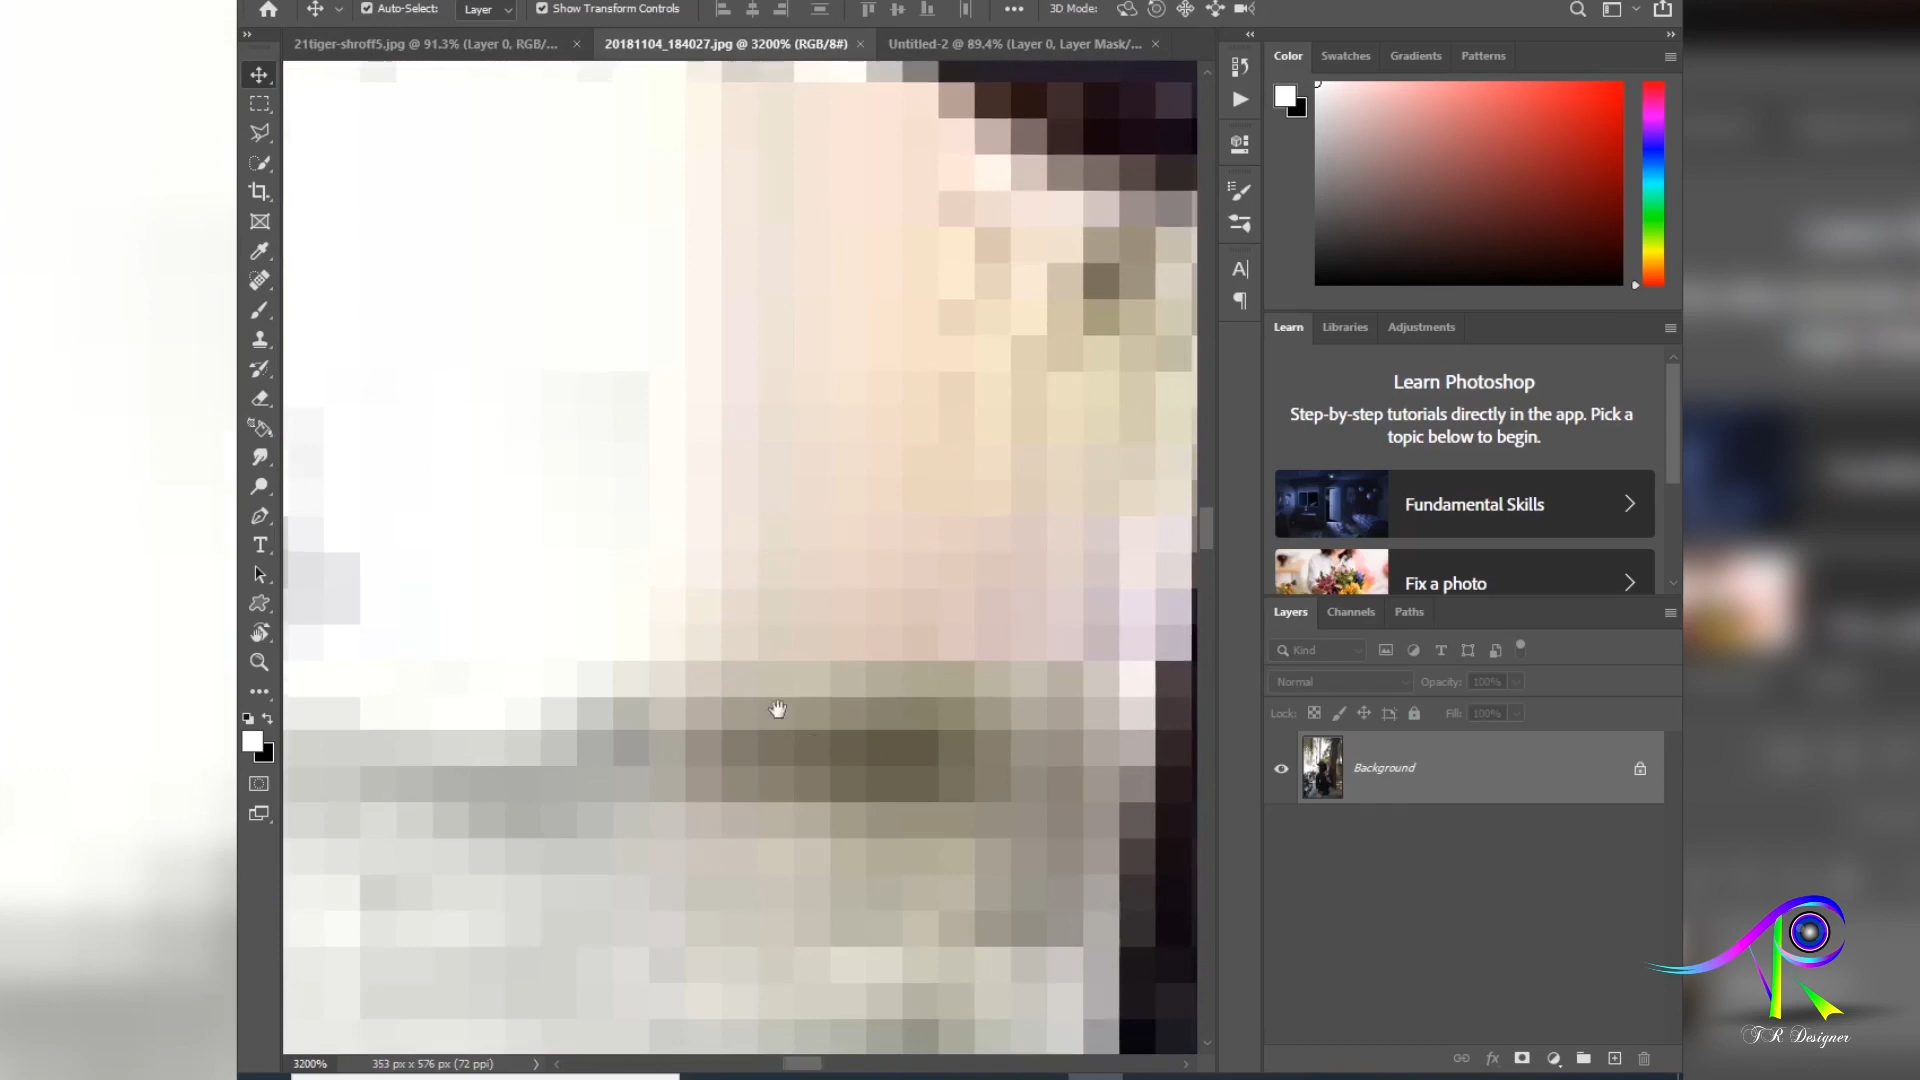 Auto-Select: Layer Show Transform Controls 3D Mode:
21tiger-shroff5.jpg @ 91.3% (Layer 0, RGB/... 20181104_184027.jpg @ 3200% (RGB/8#) Untitled-2 @ 89.4% (Layer 0, Layer Mask/...
Color Swatches Gradients Patterns
Learn Libraries Adjustments
Learn Photoshop
Step-by-step tutorials directly in the app. Pick a
topic below to begin.
Fundamental Skills
Fix a photo
Layers Channels Paths
Kind
Normal Opacity: 100%
Lock: Fill: 100%
Background
3200% 353 px x 576 px (72 ppi)
TR Designer